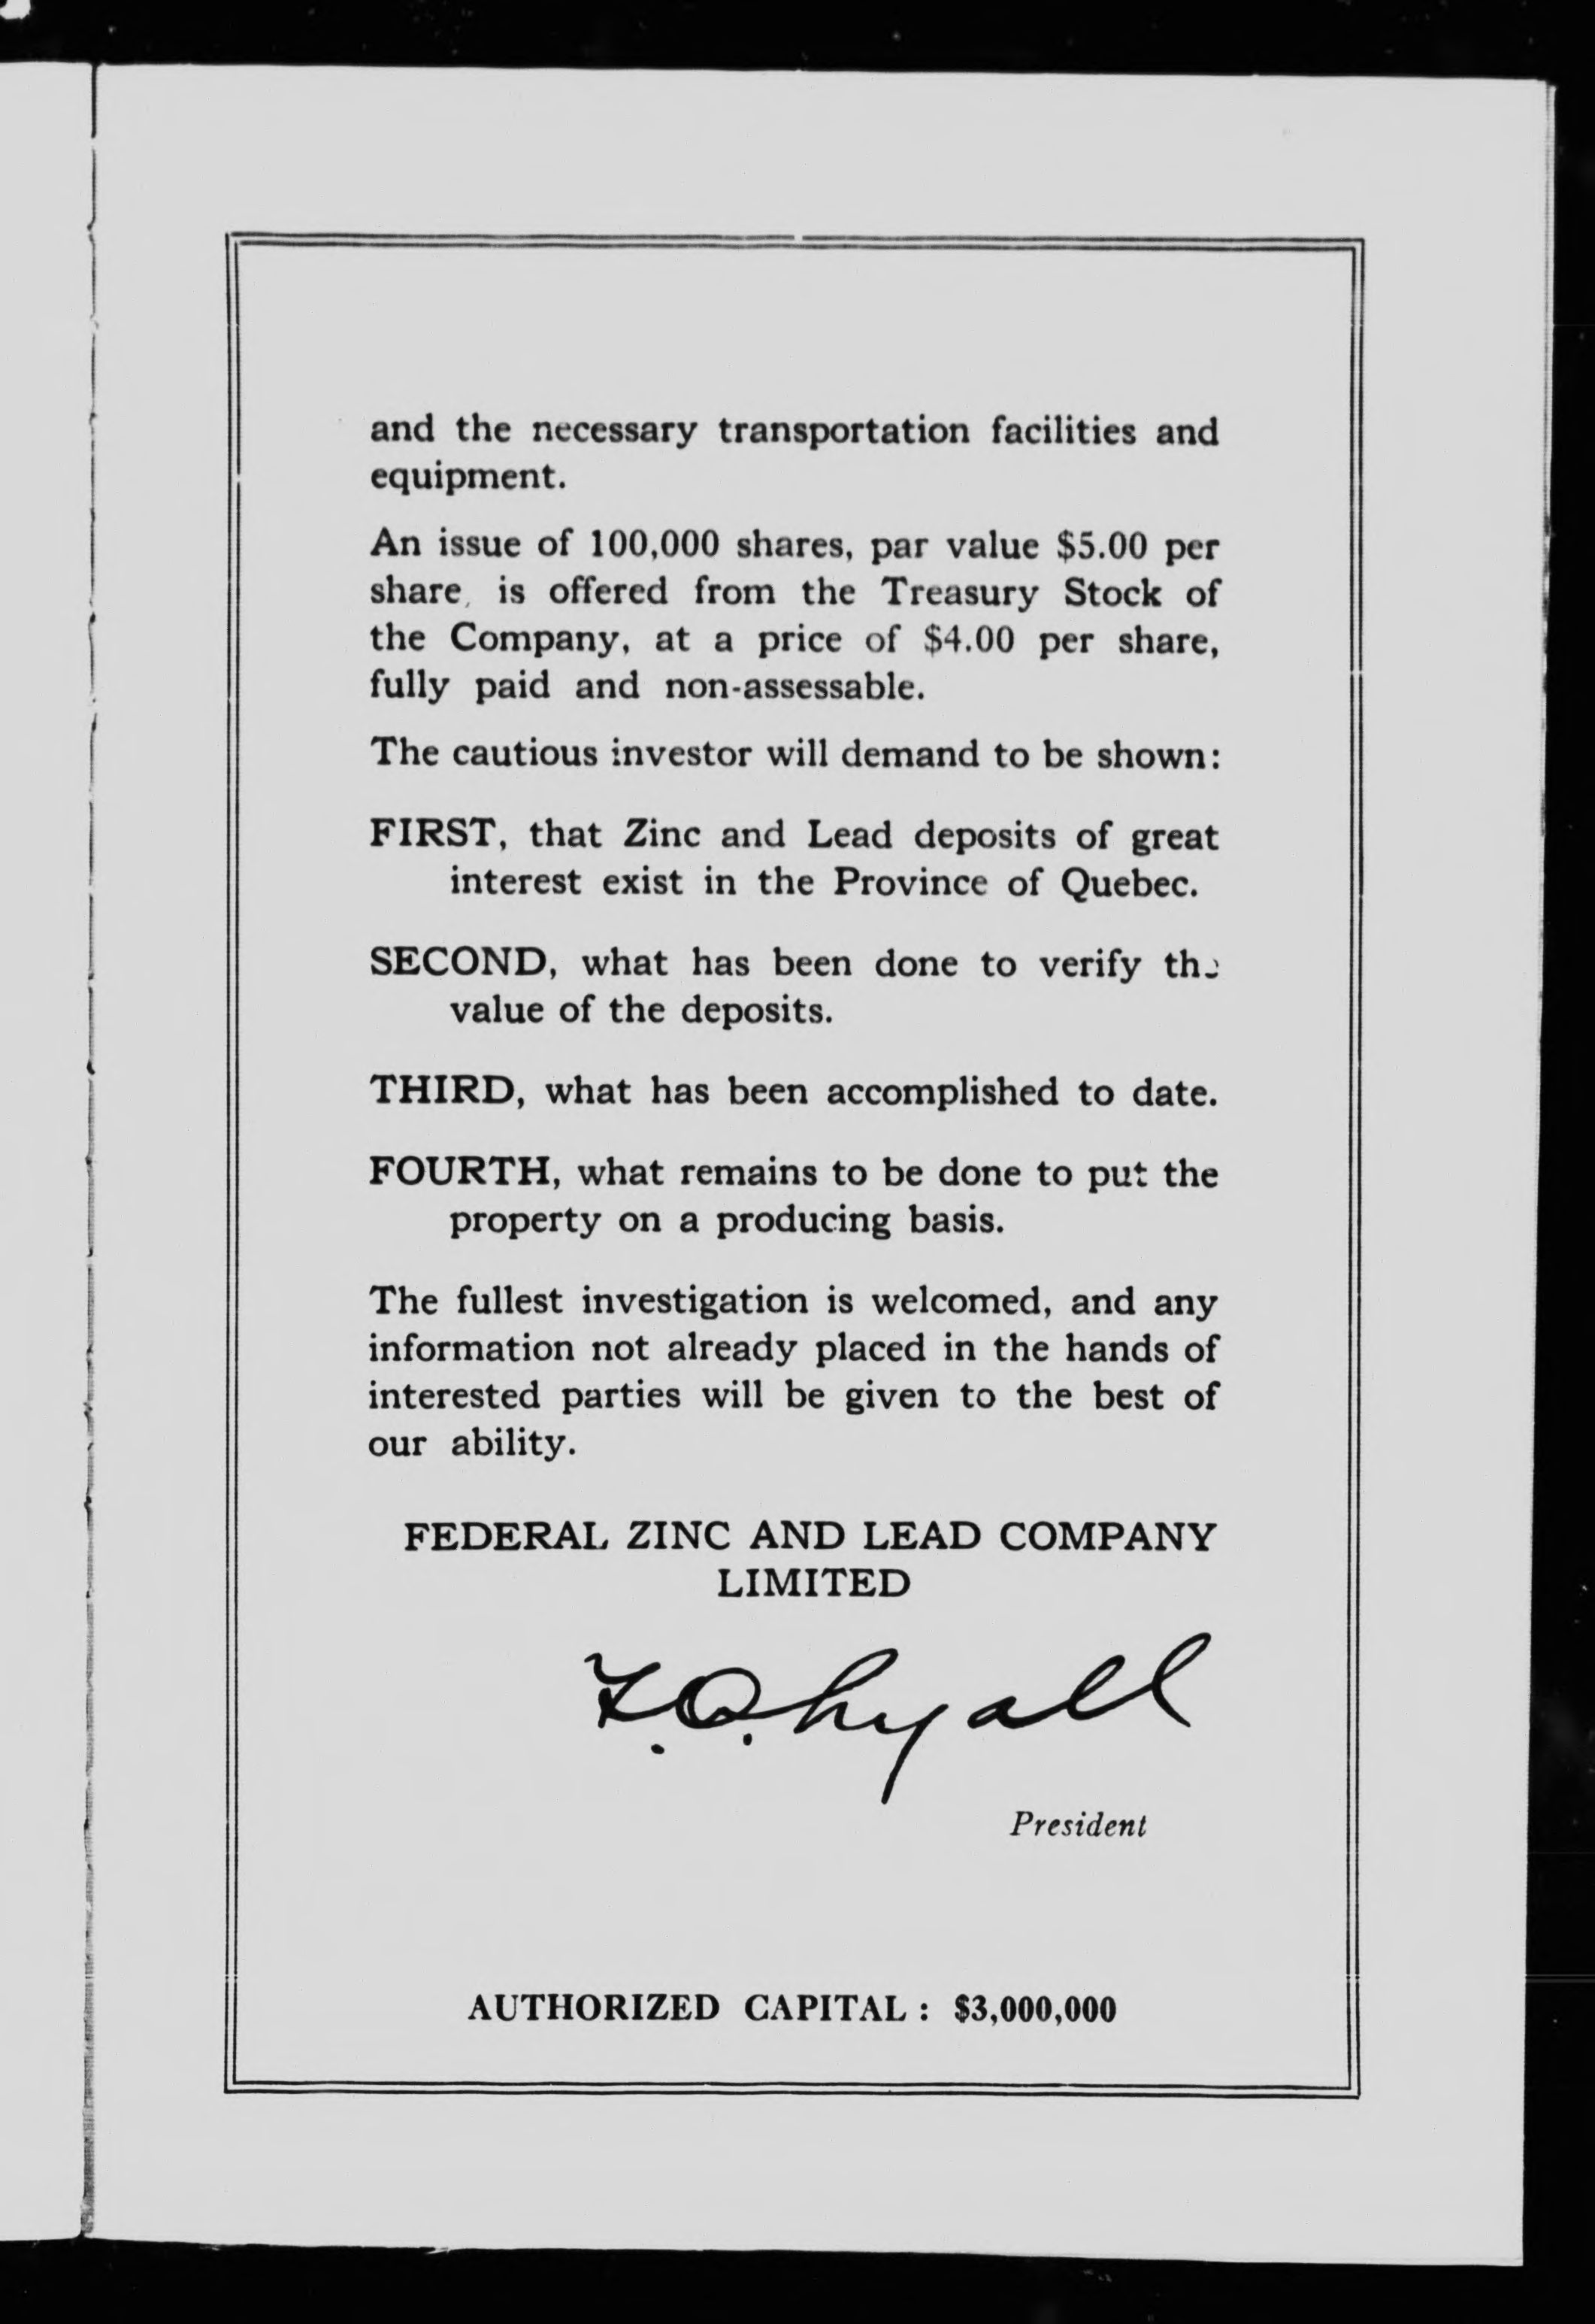 and the necessary transportation facilities and
equipment.
An issue of 100,000 shares, par value $5.00 per
share, is offered from the Treasury Stock of
the Company, at a price of $4.00 per share,
fully paid and non-assessable.
The cautious investor will demand to be shown:
FIRST, that Zinc and Lead deposits of great
interest exist in the Province of Quebec.
SECOND, what has been done to verify the
value of the deposits.
THIRD, what has been accomplished to date.
FOURTH, what remains to be done to put the
property on a producing basis.
The fullest investigation is welcomed, and any
information not already placed in the hands of
interested parties will be given to the best of
our ability.
FEDERAL ZINC AND LEAD COMPANY
LIMITED
Lyall
President
AUTHORIZED CAPITAL : $3,000,000